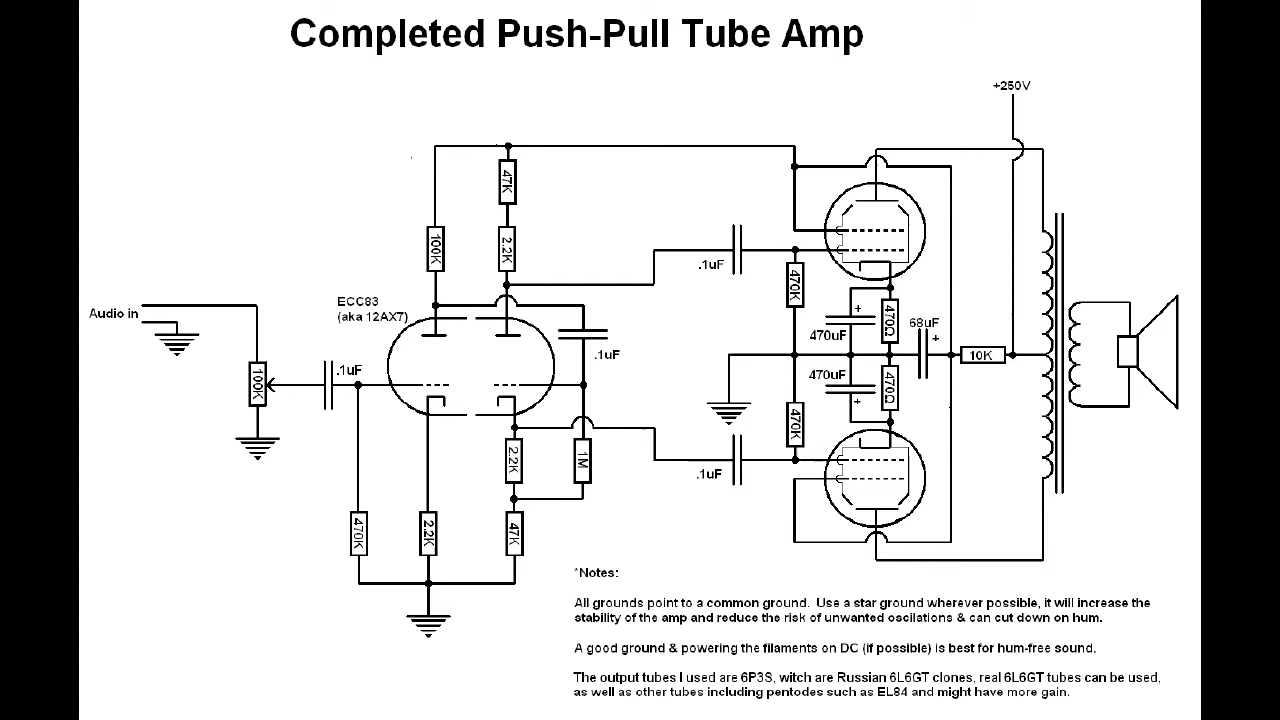 Completed Push-Pull Tube Amp
+250V
47K
100K
2.2K
.1uF
470K
ECC83
(aka 12AX7)
Audio in
+
470Ω
68uF
470uF
+
.1uF
10K
.1uF
100K
470uF
470Ω
+
470K
2.2K
1M
.1uF
470K
2.2K
47K
*Notes:
All grounds point to a common ground. Use a star ground wherever possible, it will increase the
stability of the amp and reduce the risk of unwanted oscilations & can cut down on hum.
A good ground & powering the filaments on DC (if possible) is best for hum-free sound.
The output tubes I used are 6P3S, witch are Russian 6L6GT clones, real 6L6GT tubes can be used,
as well as other tubes including pentodes such as EL84 and might have more gain.